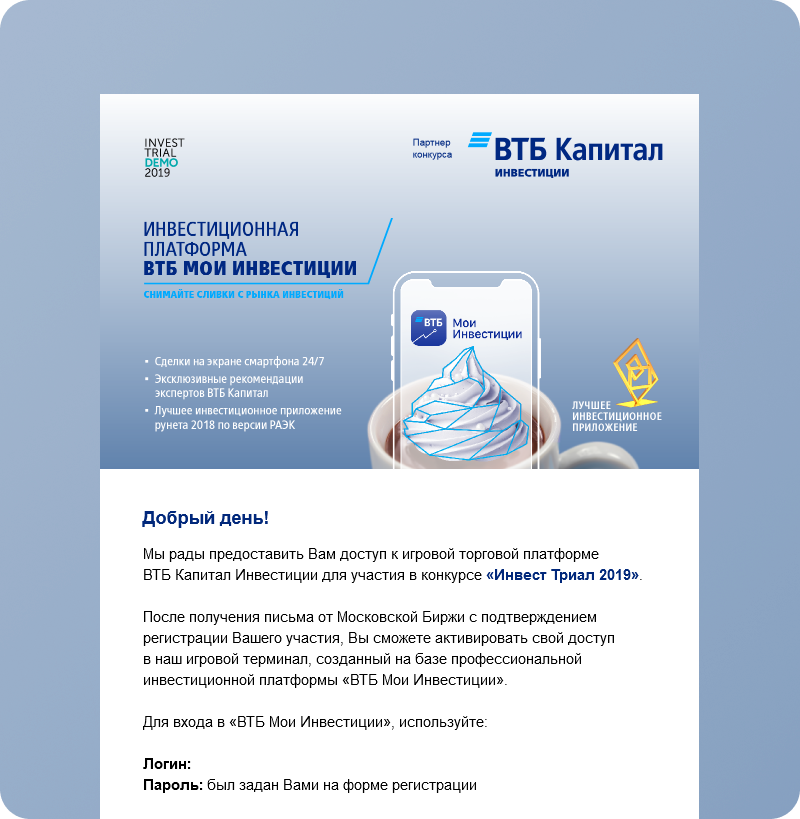 INVEST
TRIAL
DEMO
2019
Партнер
конкурса
ВТБ Капитал
ИНВЕСТИЦИИ
ИНВЕСТИЦИОННАЯ
ПЛАТФОРМА
ВТБ МОИ ИНВЕСТИЦИИ
СНИМАЙТЕ СЛИВКИ С РЫНКА ИНВЕСТИЦИЙ
ВТБ
Мои
Инвестиции
• Сделки на экране смартфона 24/7
• Эксклюзивные рекомендации
экспертов ВТБ Капитал
• Лучшее инвестиционное приложение
рунета 2018 по версии РАЭК
ЛУЧШЕЕ
ИНВЕСТИЦИОННОЕ
ПРИЛОЖЕНИЕ
Добрый день!
Мы рады предоставить Вам доступ к игровой торговой платформе
ВТБ Капитал Инвестиции для участия в конкурсе «Инвест Триал 2019».
После получения письма от Московской Биржи с подтверждением
регистрации Вашего участия, Вы сможете активировать свой доступ
в наш игровой терминал, созданный на базе профессиональной
инвестиционной платформы «ВТБ Мои Инвестиции».
Для входа в «ВТБ Мои Инвестиции», используйте:
Логин:
Пароль: был задан Вами на форме регистрации